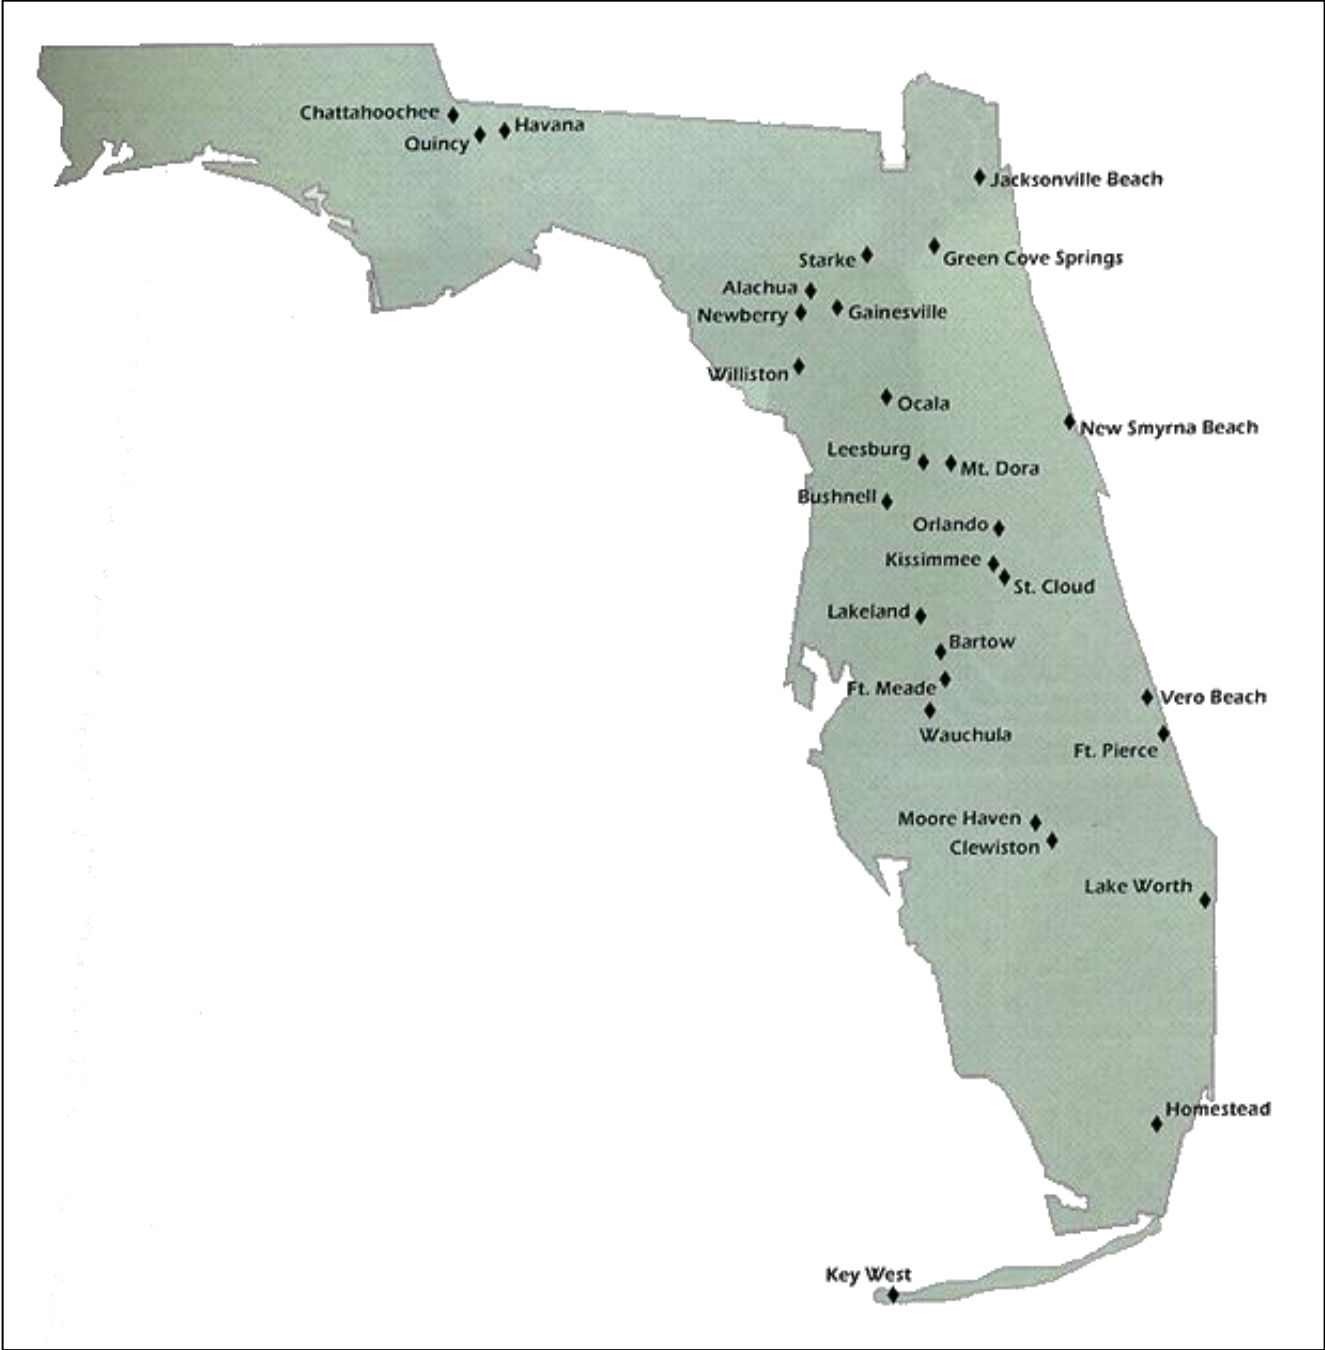 Chattahoochee
Havana
Quincy
Jacksonville Beach
Starke
Green Cove Springs
Alachua
Newberry
Gainesville
Williston
Ocala
New Smyrna Beach
Leesburg
Mt. Dora
Bushnell
Orlando
Kissimmee
St. Cloud
Lakeland
Bartow
Ft. Meade
Vero Beach
Wauchula
Ft. Pierce
Moore Haven
Clewiston
Lake Worth
Homestead
Key West